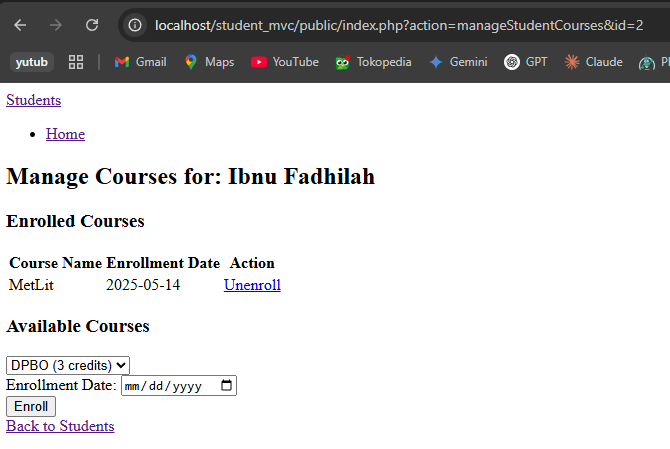 localhost/student_mvc/public/index.php?action=manageStudentCourses&id=2
yutub Gmail Maps YouTube Tokopedia Gemini GPT Claude
Students
Home
Manage Courses for: Ibnu Fadhilah
Enrolled Courses
Course Name Enrollment Date Action
MetLit 2025-05-14 Unenroll
Available Courses
DPBO (3 credits)
Enrollment Date: mm/dd/yyyy
Enroll
Back to Students